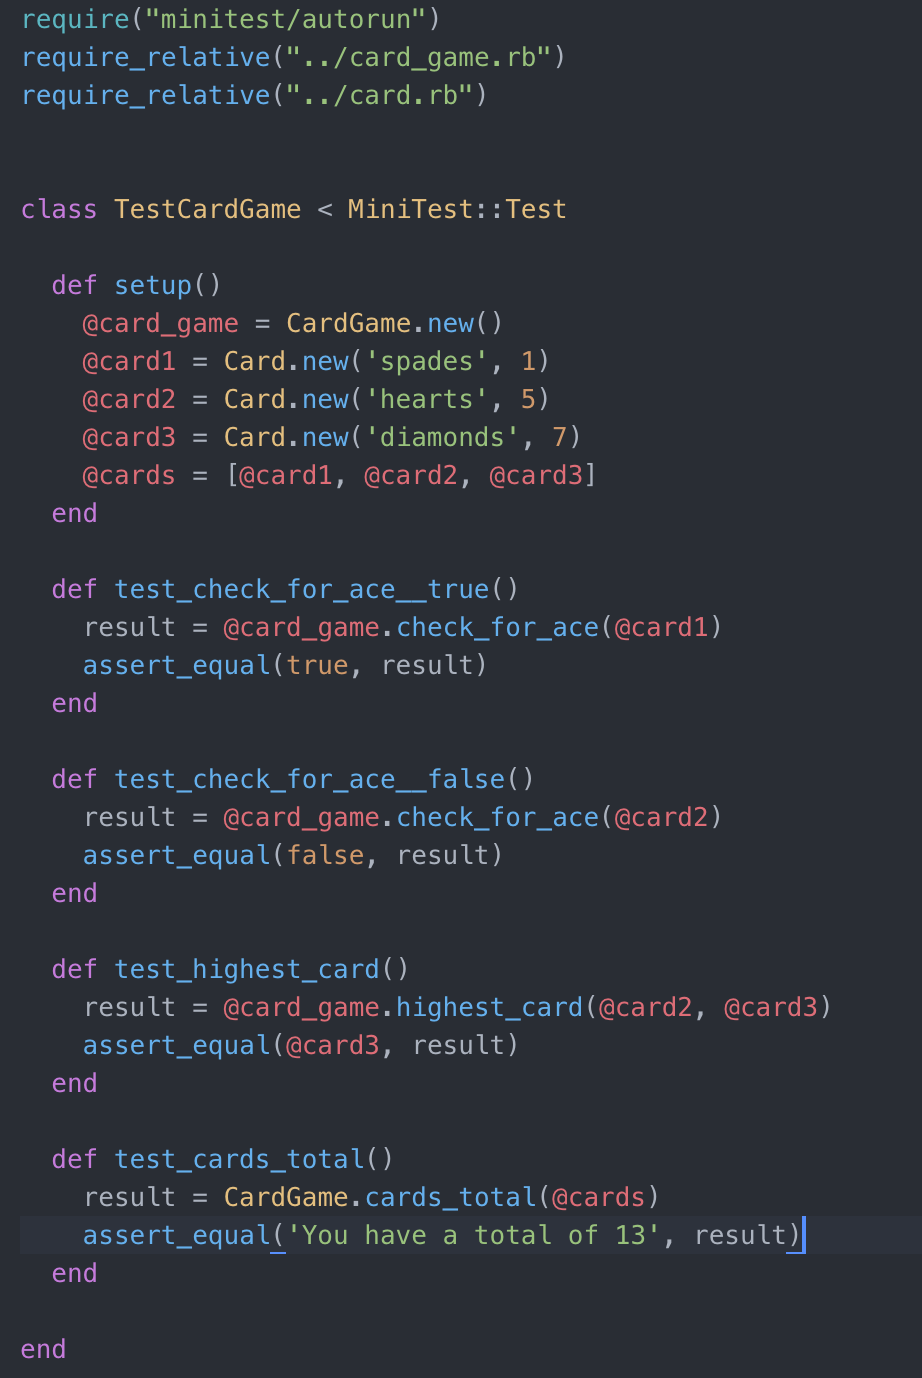 require("minitest/autorun")
require_relative("../card_game.rb")
require_relative("../card.rb")
class TestCardGame < MiniTest::Test
  def setup()
    @card_game = CardGame.new()
    @card1 = Card.new('spades', 1)
    @card2 = Card.new('hearts', 5)
    @card3 = Card.new('diamonds', 7)
    @cards = [@card1, @card2, @card3]
  end
  def test_check_for_ace__true()
    result = @card_game.check_for_ace(@card1)
    assert_equal(true, result)
  end
  def test_check_for_ace__false()
    result = @card_game.check_for_ace(@card2)
    assert_equal(false, result)
  end
  def test_highest_card()
    result = @card_game.highest_card(@card2, @card3)
    assert_equal(@card3, result)
  end
  def test_cards_total()
    result = CardGame.cards_total(@cards)
    assert_equal('You have a total of 13', result)
  end
end